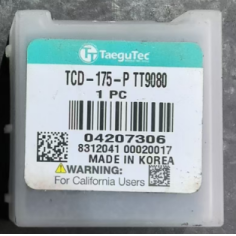 TaeguTec
TCD-175-P TT9080
1 PC
04207306
8312041 00020017
MADE IN KOREA
WARNING:
For California Users